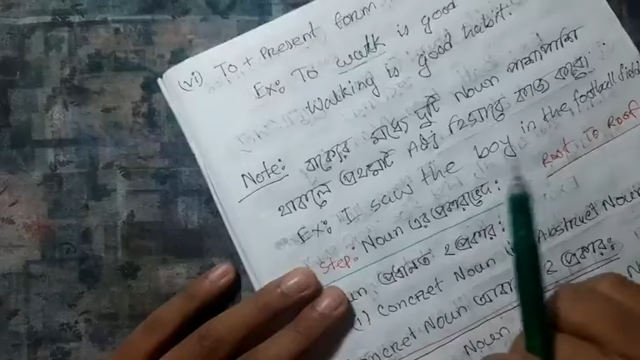 (vi) To + Present form
Ex: To walk is good
Walking is good habit.
Note: বাক্যের মধ্যে দুটি Noun পাশাপাশি
থাকলে প্রথমটি Adj হিসাবে কাজ করে।
Ex: I saw the boy in the football field
Root To Roof
Step: Noun এর প্রকারভেদ:
Noun প্রধানত ২ প্রকার:
(i) Concret Noun Abstract Noun
Concret Noun আবার ২ প্রকার:
Noun